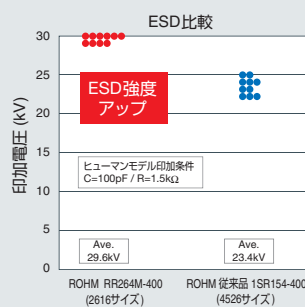 ESD比較
印加電圧 (kV)
30
25
20
15
10
5
0
ESD強度
アップ
ヒューマンモデル印加条件
C=100pF / R=1.5kΩ
Ave.
29.6kV
Ave.
23.4kV
ROHM RR264M-400
(2616サイズ)
ROHM 従来品 1SR154-400
(4526サイズ)